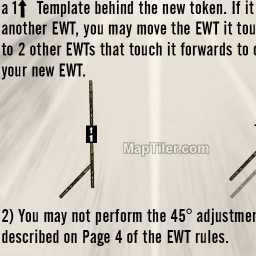 a 1⬆ Template behind the new token. If it
another EWT, you may move the EWT it
to 2 other EWTs that touch it forwards to
your new EWT.
1
MapTiler.com
2) You may not perform the 45°
described on Page 4 of the EWT rules.